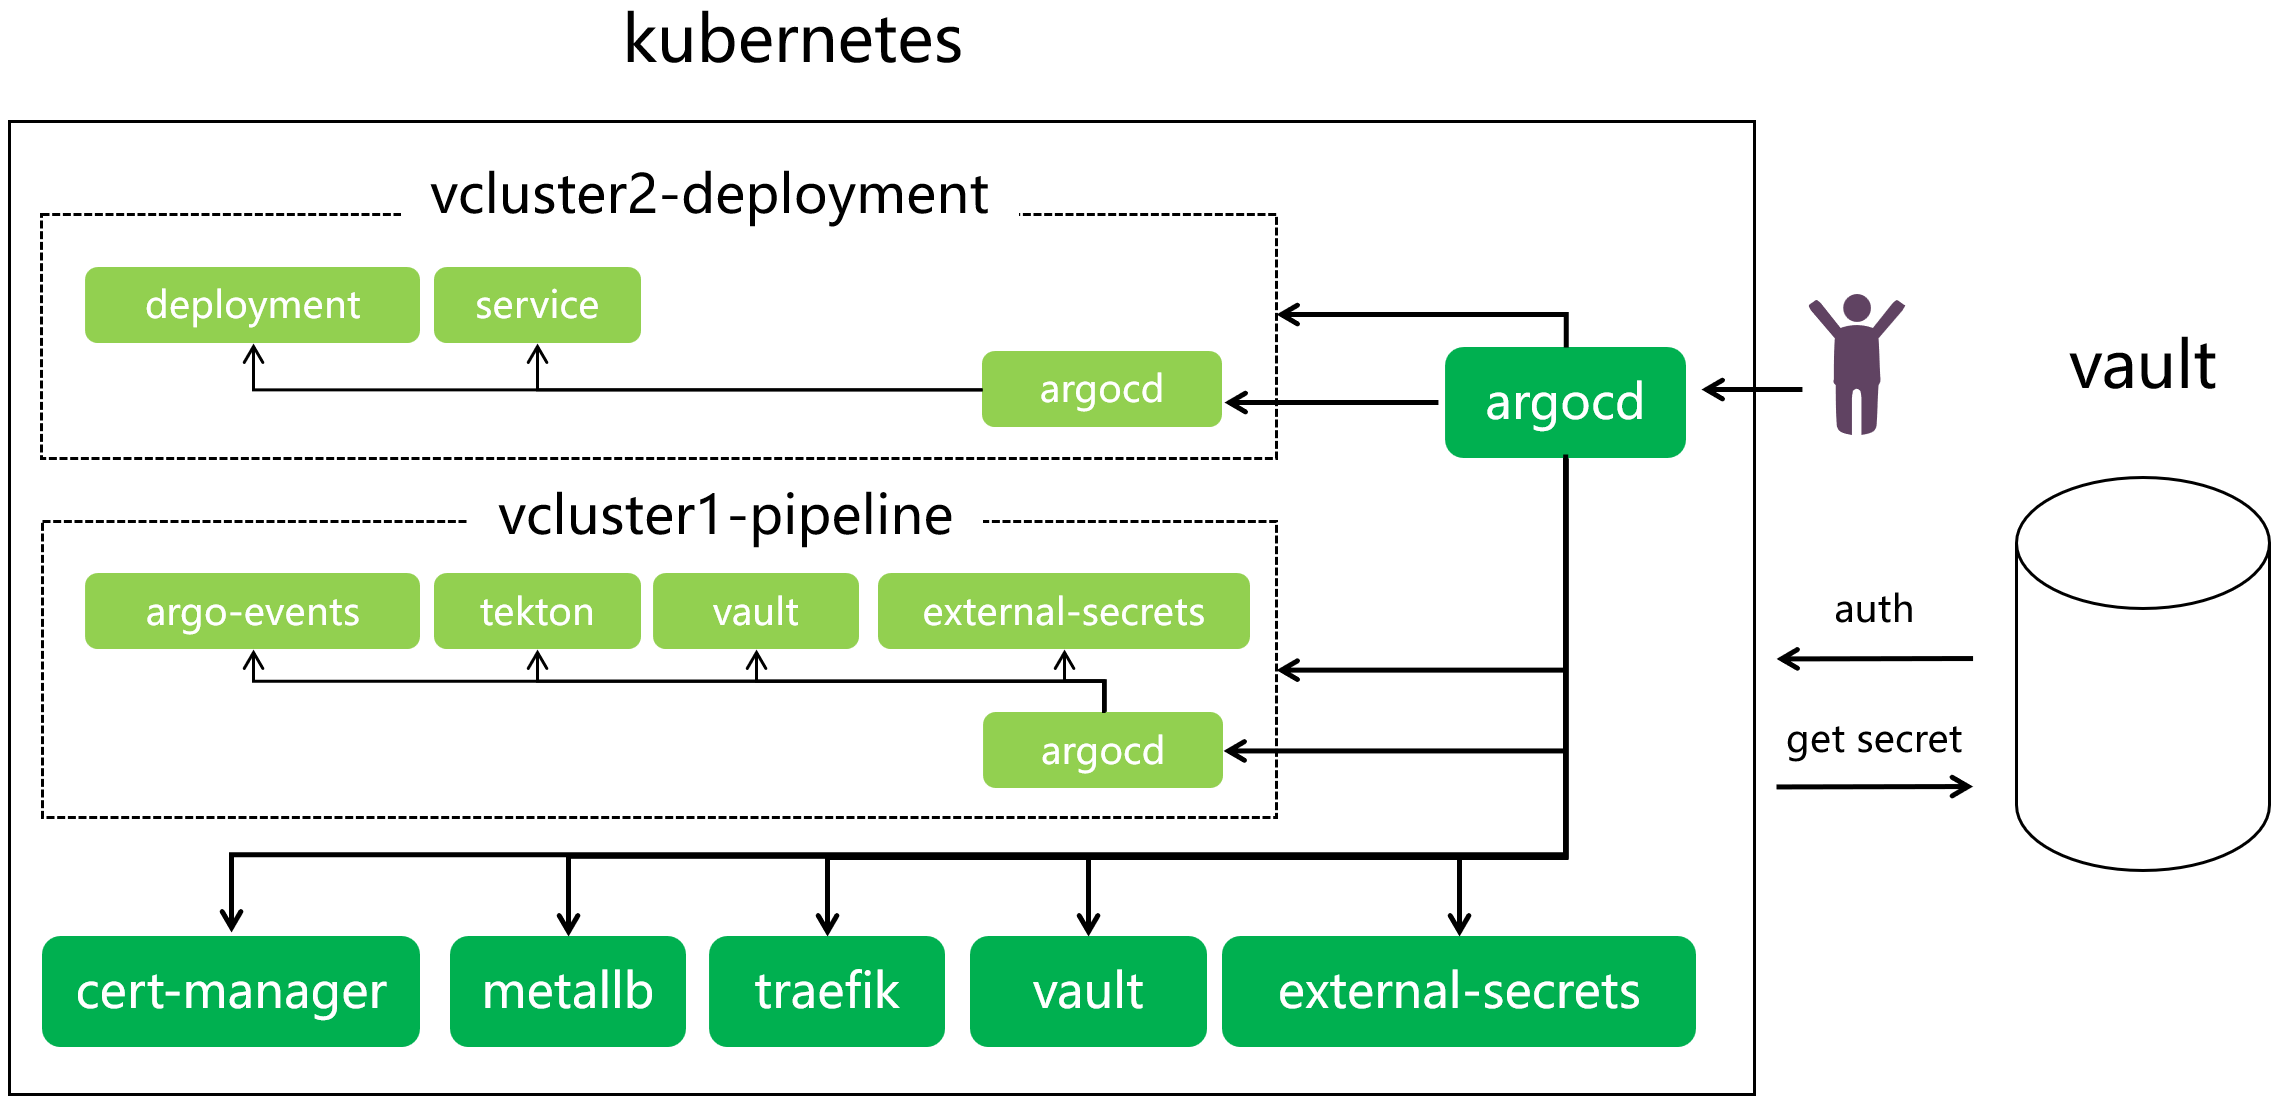 kubernetes
vcluster2-deployment
deployment
service
argocd
argocd
vault
vcluster1-pipeline
argo-events
tekton
vault
external-secrets
argocd
auth
get secret
cert-manager
metallb
traefik
vault
external-secrets